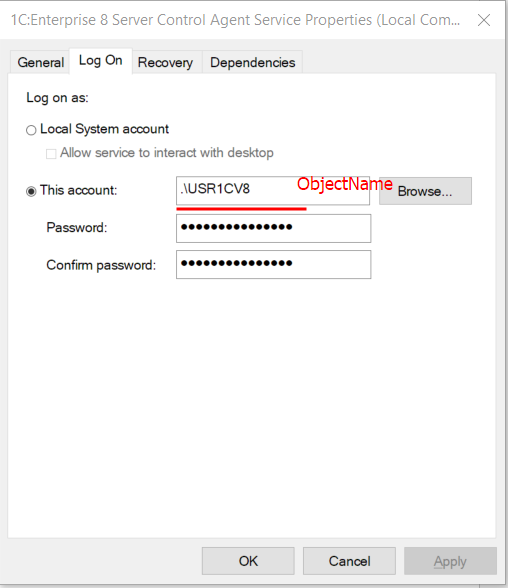 1C:Enterprise 8 Server Control Agent Service Properties (Local Com...
General Log On Recovery Dependencies
Log on as:
Local System account
Allow service to interact with desktop
This account: .\USR1CV8 ObjectName Browse...
Password: ●●●●●●●●●●●●●●●
Confirm password: ●●●●●●●●●●●●●●●
OK Cancel Apply